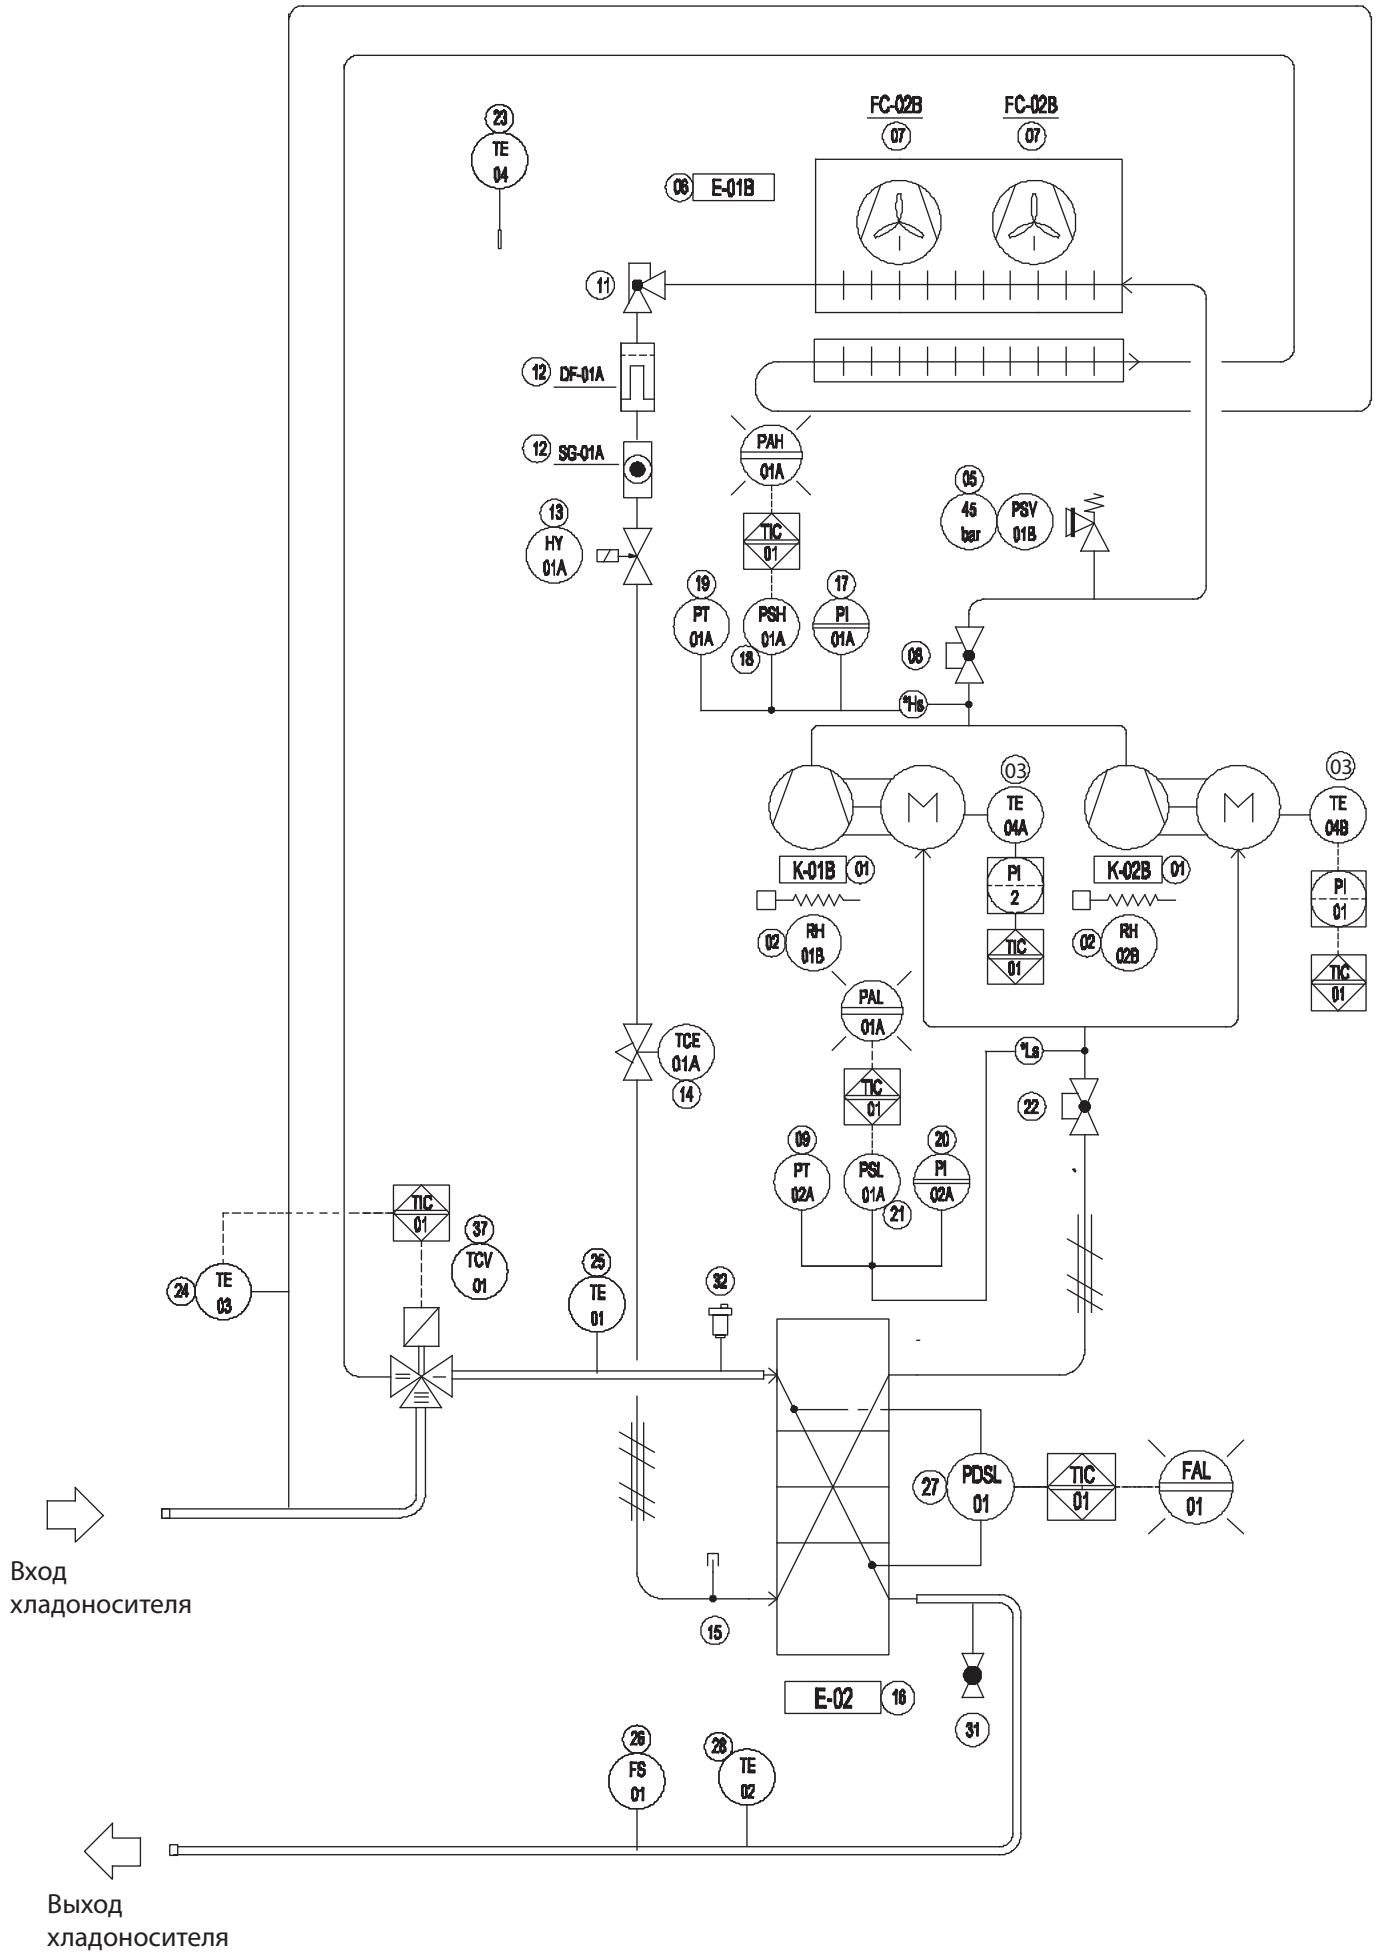 FC-02B
FC-02B
07
07
23
TE
04
06
E-01B
11
12
DF-01A
12
SG-01A
PAH
01A
05
45
bar
PSV
01B
13
HY
01A
TIC
01
19
PT
01A
PSH
01A
18
17
PI
01A
08
*Hs
03
TE
04A
03
TE
04B
M
M
K-01B
01
K-02B
01
PI
2
PI
01
02
RH
01B
02
RH
02B
TIC
01
TIC
01
PAL
01A
TCE
01A
14
*Ls
TIC
01
22
09
PT
02A
PSL
01A
21
20
PI
02A
TIC
01
37
TCV
01
24
TE
03
25
TE
01
32
27
PDSL
01
TIC
01
FAL
01
Вход
хладоносителя
15
E-02
16
31
26
FS
01
28
TE
02
Выход
хладоносителя